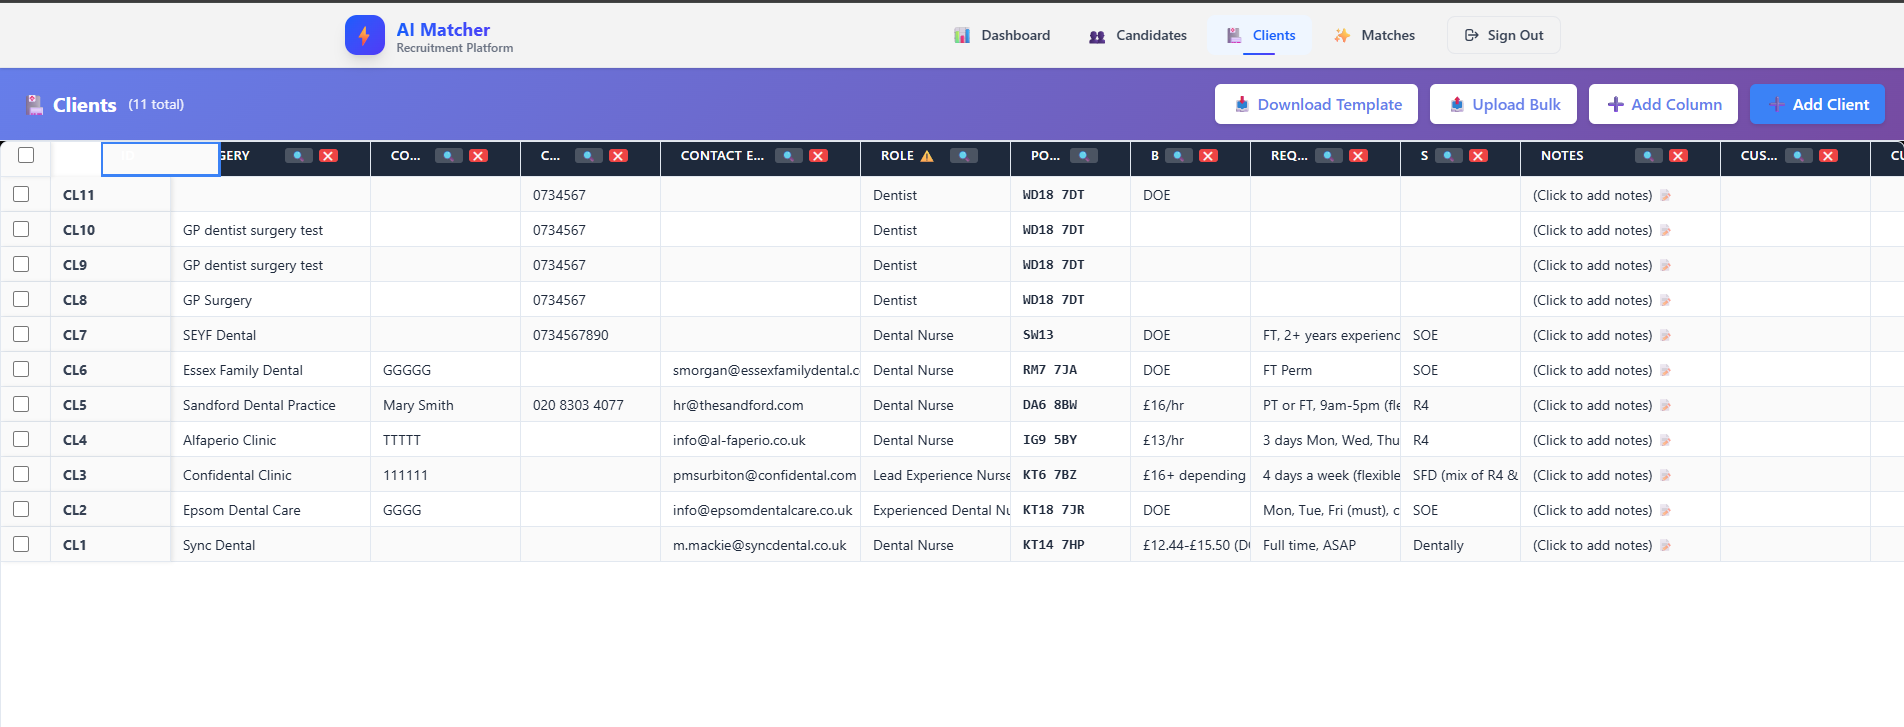 AI Matcher
Recruitment Platform
Dashboard
Candidates
Clients
Matches
Sign Out
Clients (11 total)
Download Template
Upload Bulk
Add Column
Add Client
ID GERY CO... C... CONTACT E... ROLE PO... B REQ... S NOTES CUS... CU
CL11 0734567 Dentist WD18 7DT DOE (Click to add notes)
CL10 GP dentist surgery test 0734567 Dentist WD18 7DT (Click to add notes)
CL9 GP dentist surgery test 0734567 Dentist WD18 7DT (Click to add notes)
CL8 GP Surgery 0734567 Dentist WD18 7DT (Click to add notes)
CL7 SEYF Dental 0734567890 Dental Nurse SW13 DOE FT, 2+ years experienc SOE (Click to add notes)
CL6 Essex Family Dental GGGGG smorgan@essexfamilydental.c Dental Nurse RM7 7JA DOE FT Perm SOE (Click to add notes)
CL5 Sandford Dental Practice Mary Smith 020 8303 4077 hr@thesandford.com Dental Nurse DA6 8BW £16/hr PT or FT, 9am-5pm (fle R4 (Click to add notes)
CL4 Alfaperio Clinic TTTTT info@al-faperio.co.uk Dental Nurse IG9 5BY £13/hr 3 days Mon, Wed, Thu R4 (Click to add notes)
CL3 Confidental Clinic 111111 pmsurbiton@confidental.com Lead Experience Nurse KT6 7BZ £16+ depending 4 days a week (flexible SFD (mix of R4 & (Click to add notes)
CL2 Epsom Dental Care GGGG info@epsomdentalcare.co.uk Experienced Dental Nu KT18 7JR DOE Mon, Tue, Fri (must), c SOE (Click to add notes)
CL1 Sync Dental m.mackie@syncdental.co.uk Dental Nurse KT14 7HP £12.44-£15.50 (DO Full time, ASAP Dentally (Click to add notes)